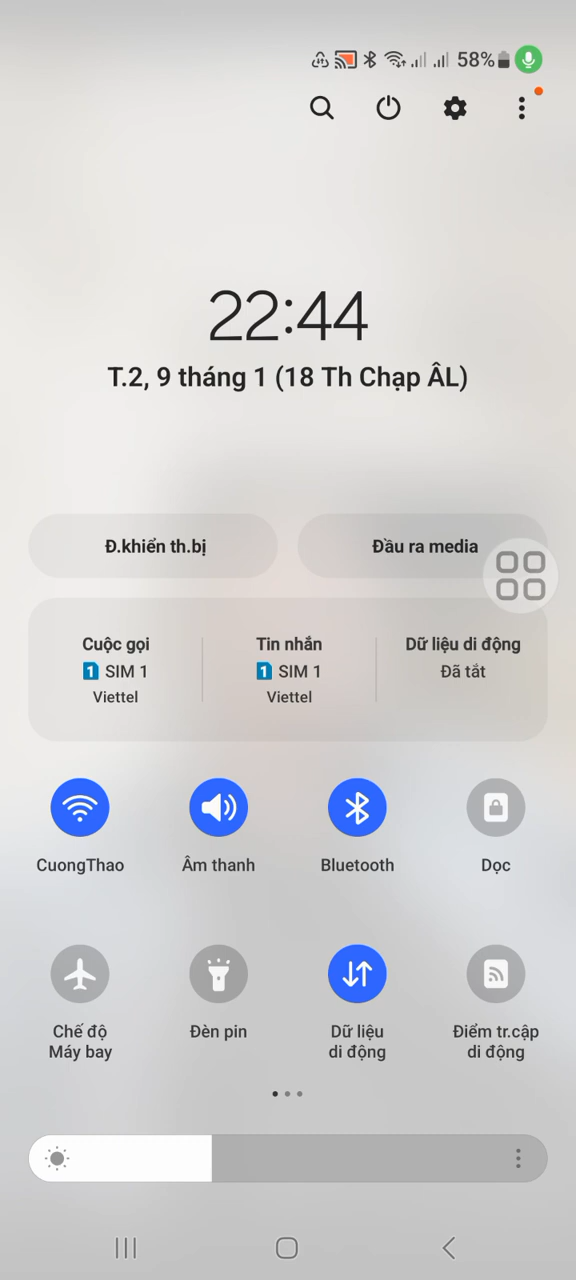 58%
22:44
T.2, 9 tháng 1 (18 Th Chạp ÂL)
Đ.khiển th.bị
Đầu ra media
Cuộc gọi
1 SIM 1
Viettel
Tin nhắn
1 SIM 1
Viettel
Dữ liệu di động
Đã tắt
CuongThao
Âm thanh
Bluetooth
Dọc
Chế độ
Máy bay
Đèn pin
Dữ liệu
di động
Điểm tr.cập
di động